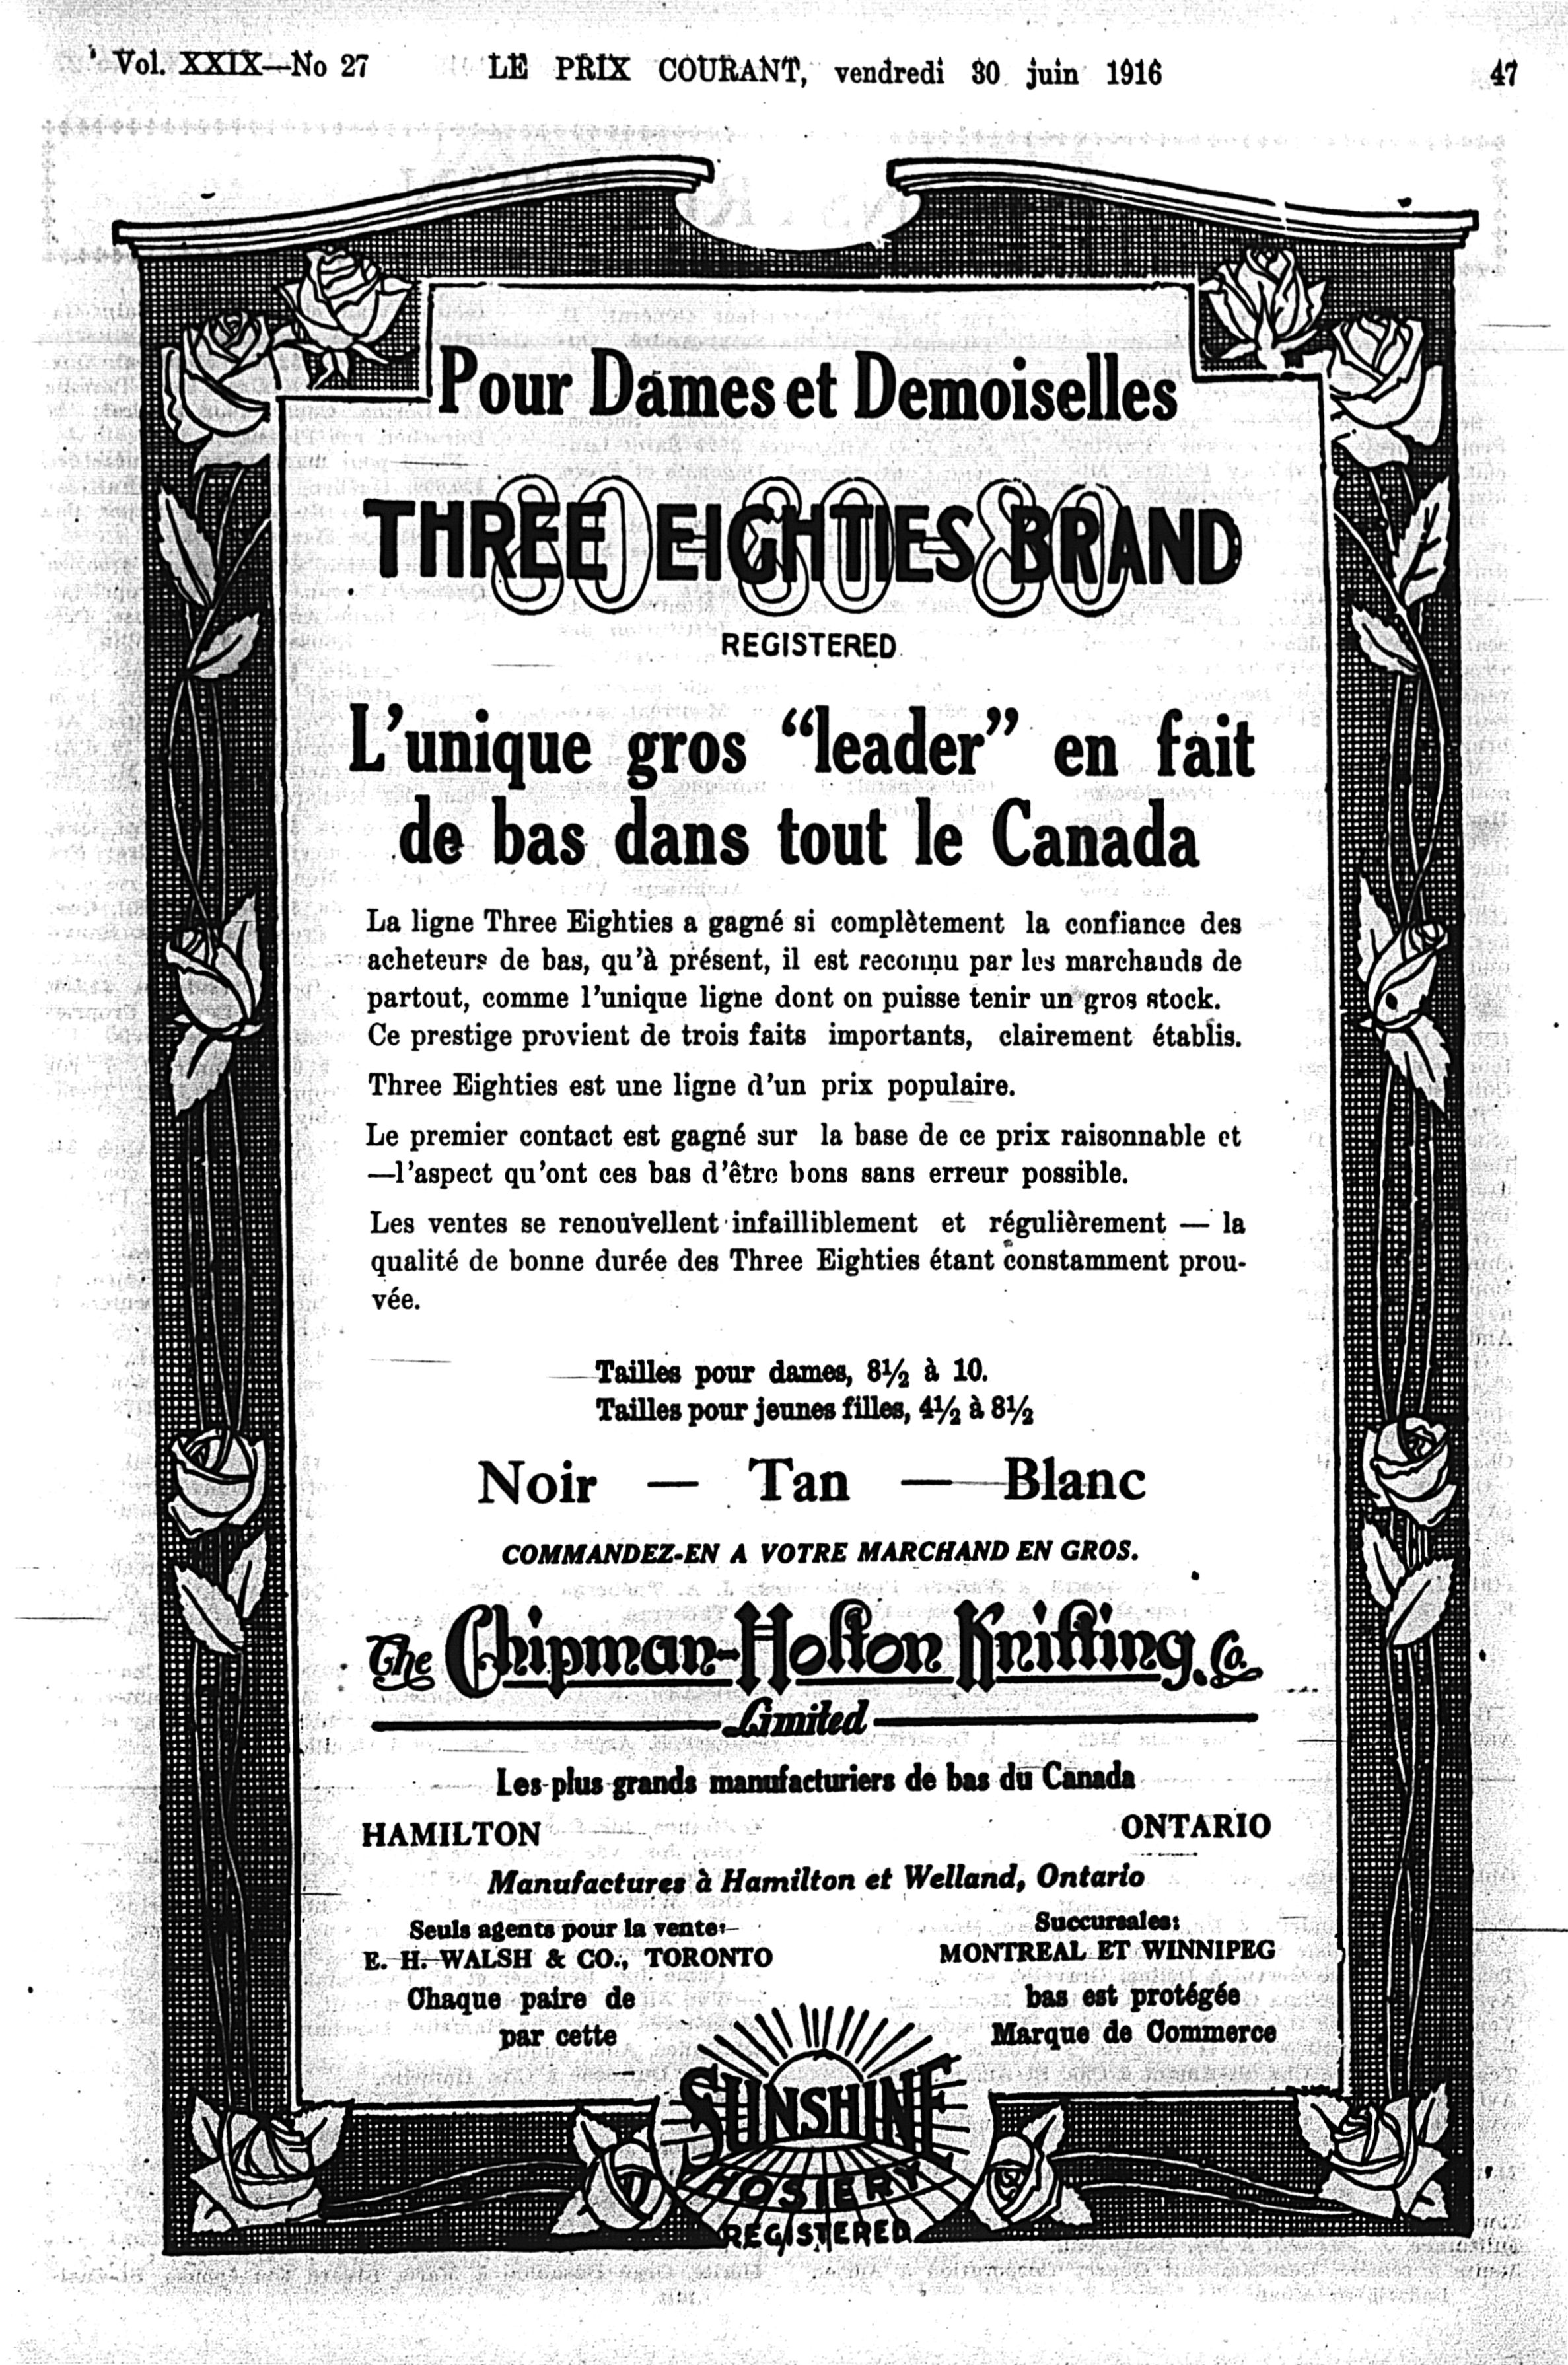 Vol. XXIX—No 27 LE PRIX COURANT, vendredi 30 juin 1916 47
Pour Dames et Demoiselles
80 - 80 - 80
THREE EIGHTIES BRAND
REGISTERED
L'unique gros “leader” en fait
de bas dans tout le Canada
La ligne Three Eighties a gagné si complètement la confiance des
acheteurs de bas, qu'à présent, il est reconnu par les marchands de
partout, comme l'unique ligne dont on puisse tenir un gros stock.
Ce prestige provient de trois faits importants, clairement établis.
Three Eighties est une ligne d'un prix populaire.
Le premier contact est gagné sur la base de ce prix raisonnable et
—l'aspect qu'ont ces bas d'être bons sans erreur possible.
Les ventes se renouvellent infailliblement et régulièrement — la
qualité de bonne durée des Three Eighties étant constamment prou-
vée.
Tailles pour dames, 8½ à 10.
Tailles pour jeunes filles, 4½ à 8½
Noir — Tan — Blanc
COMMANDEZ-EN A VOTRE MARCHAND EN GROS.
The Chipman-Holton Knitting Co.
Limited
Les plus grands manufacturiers de bas du Canada
HAMILTON ONTARIO
Manufactures à Hamilton et Welland, Ontario
Seuls agents pour la vente: Succursales:
E. H. WALSH & CO., TORONTO MONTREAL ET WINNIPEG
Chaque paire de bas est protégée
par cette Marque de Commerce
SUNSHINE
HOSIERY
REGISTERED